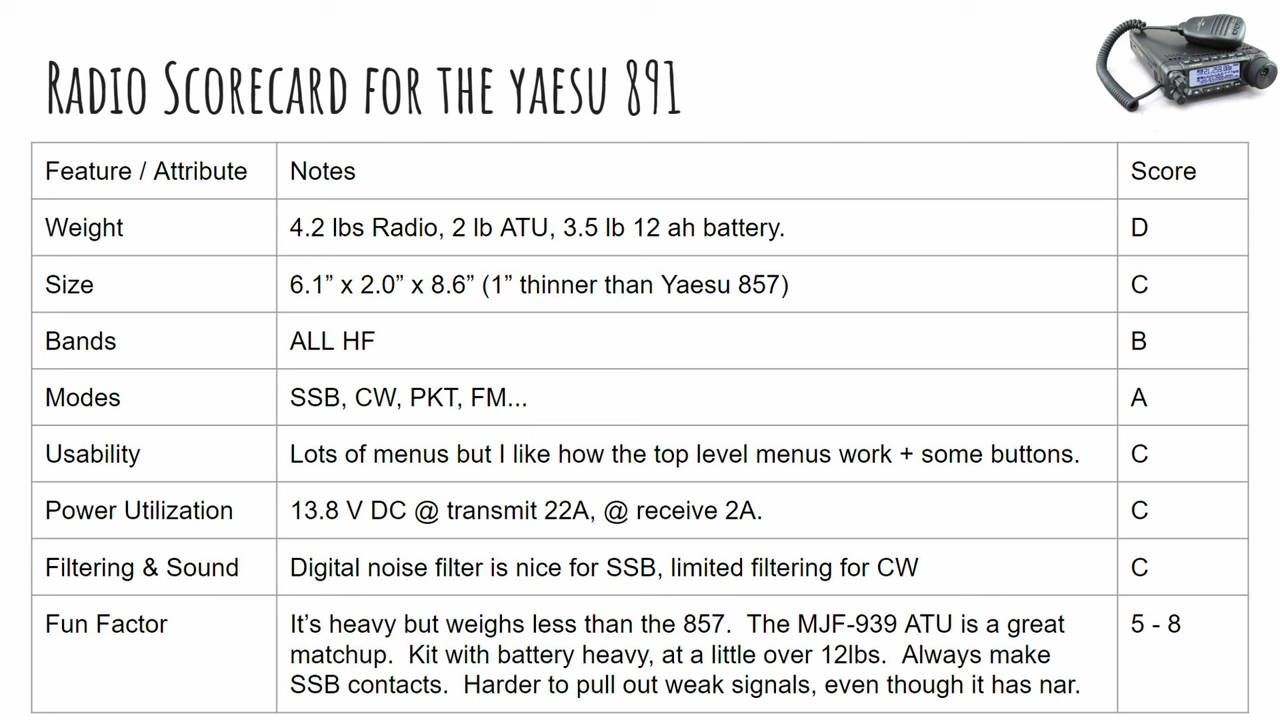 Radio Scorecard for the Yaesu 891
Feature / Attribute Notes Score
Weight 4.2 lbs Radio, 2 lb ATU, 3.5 lb 12 ah battery. D
Size 6.1” x 2.0” x 8.6” (1” thinner than Yaesu 857) C
Bands ALL HF B
Modes SSB, CW, PKT, FM... A
Usability Lots of menus but I like how the top level menus work + some buttons. C
Power Utilization 13.8 V DC @ transmit 22A, @ receive 2A. C
Filtering & Sound Digital noise filter is nice for SSB, limited filtering for CW C
Fun Factor It’s heavy but weighs less than the 857. The MJF-939 ATU is a great 5 - 8
matchup. Kit with battery heavy, at a little over 12lbs. Always make
SSB contacts. Harder to pull out weak signals, even though it has nar.